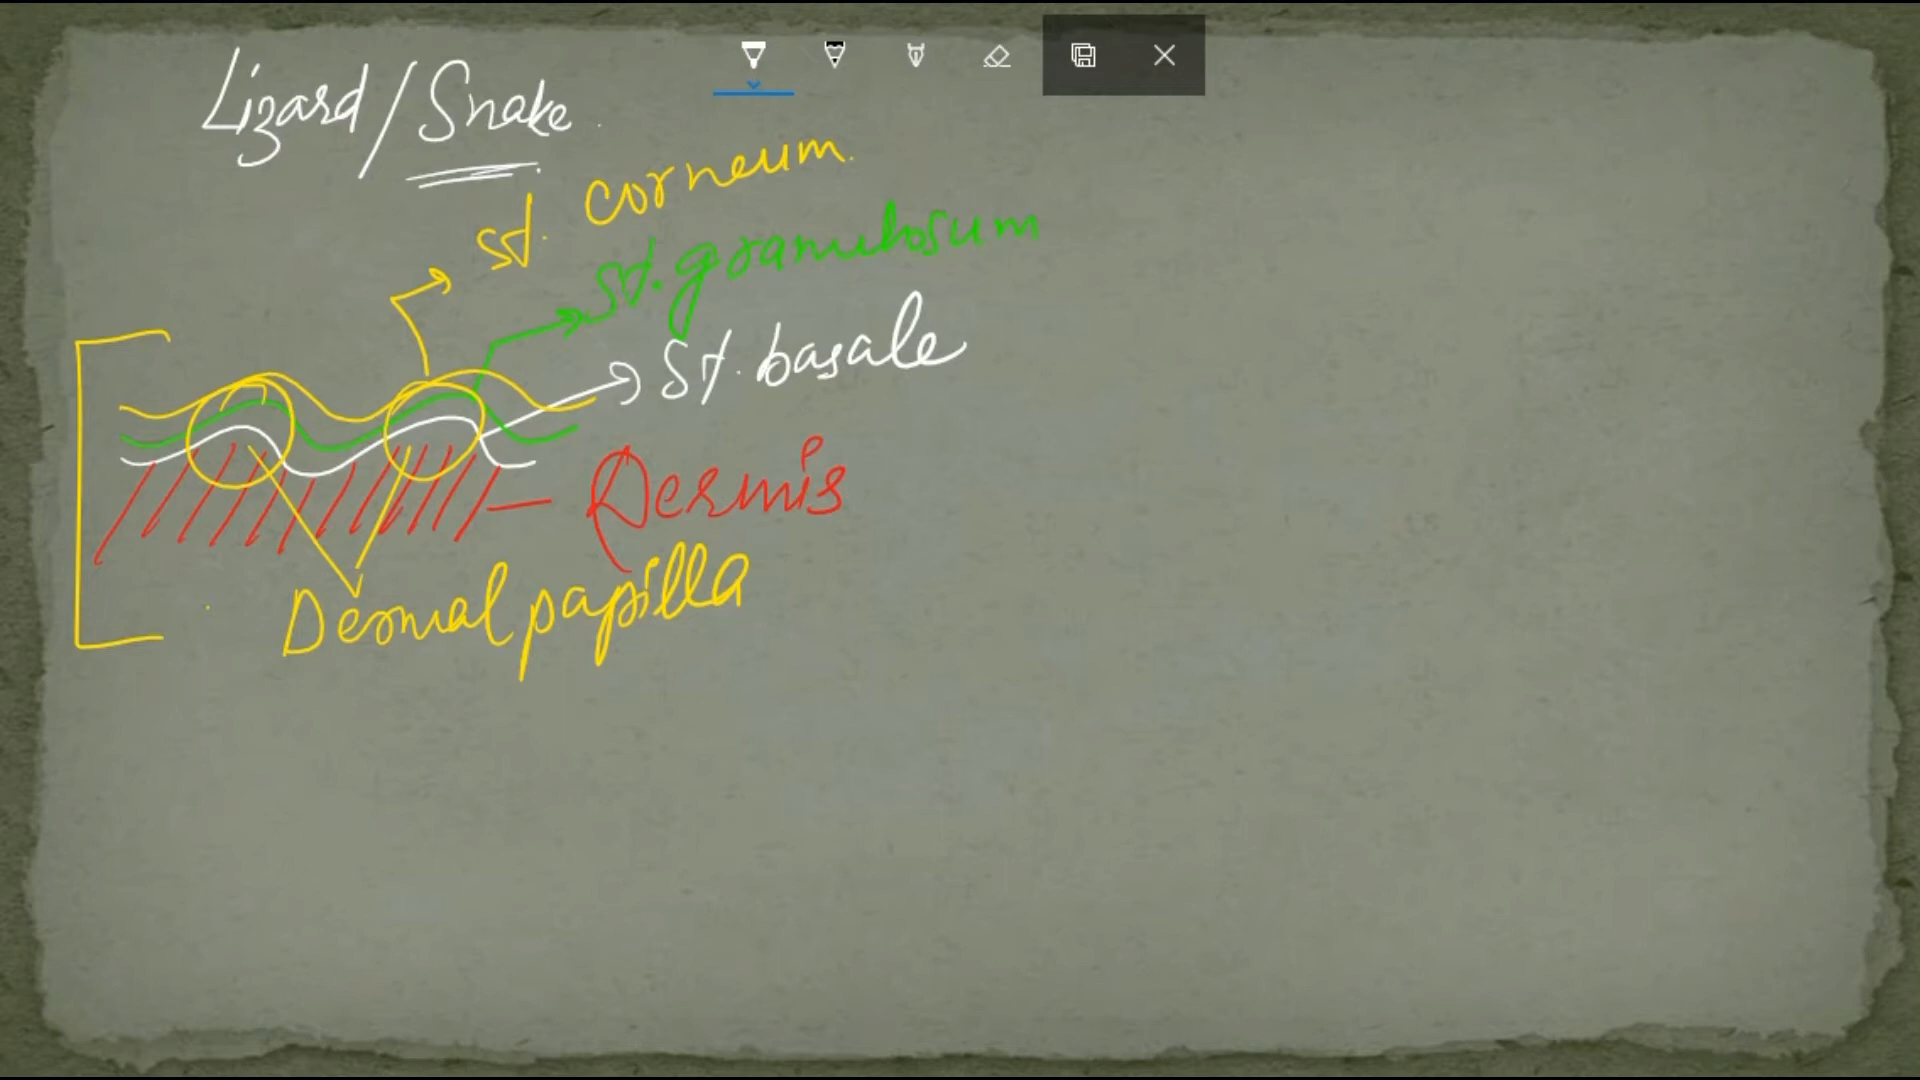 Lizard / Snake
St. corneum
St. granulosum
St. basale
Dermis
Dermal papilla